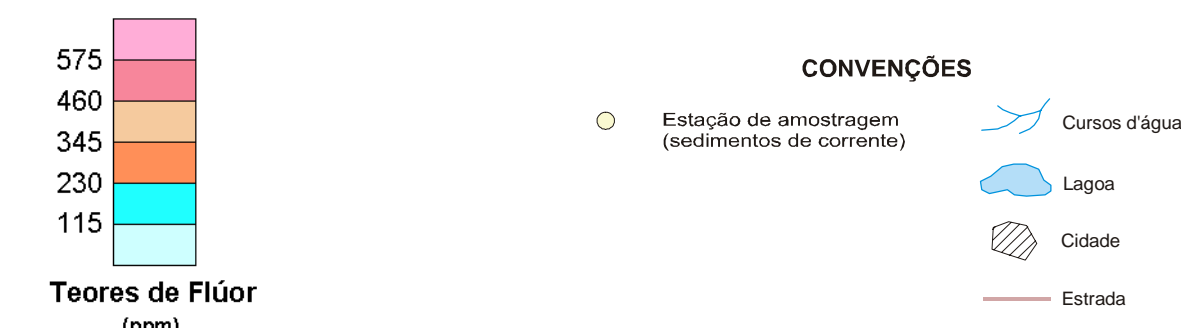 575
460
345
230
115
Teores de Flúor
(ppm)
CONVENÇÕES
Estação de amostragem
(sedimentos de corrente)
Cursos d'água
Lagoa
Cidade
Estrada